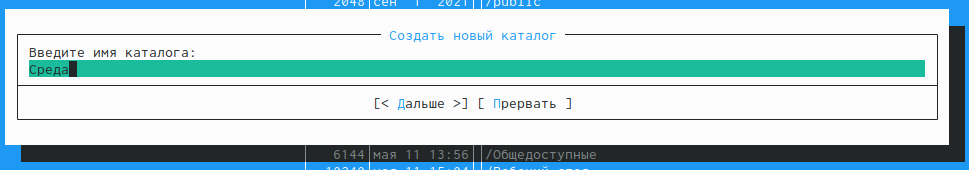 2048 сен 1 2021 /public
Создать новый каталог
Введите имя каталога:
Среда
[< Дальше >] [ Прервать ]
6144 мая 11 13:56 /Общедоступные